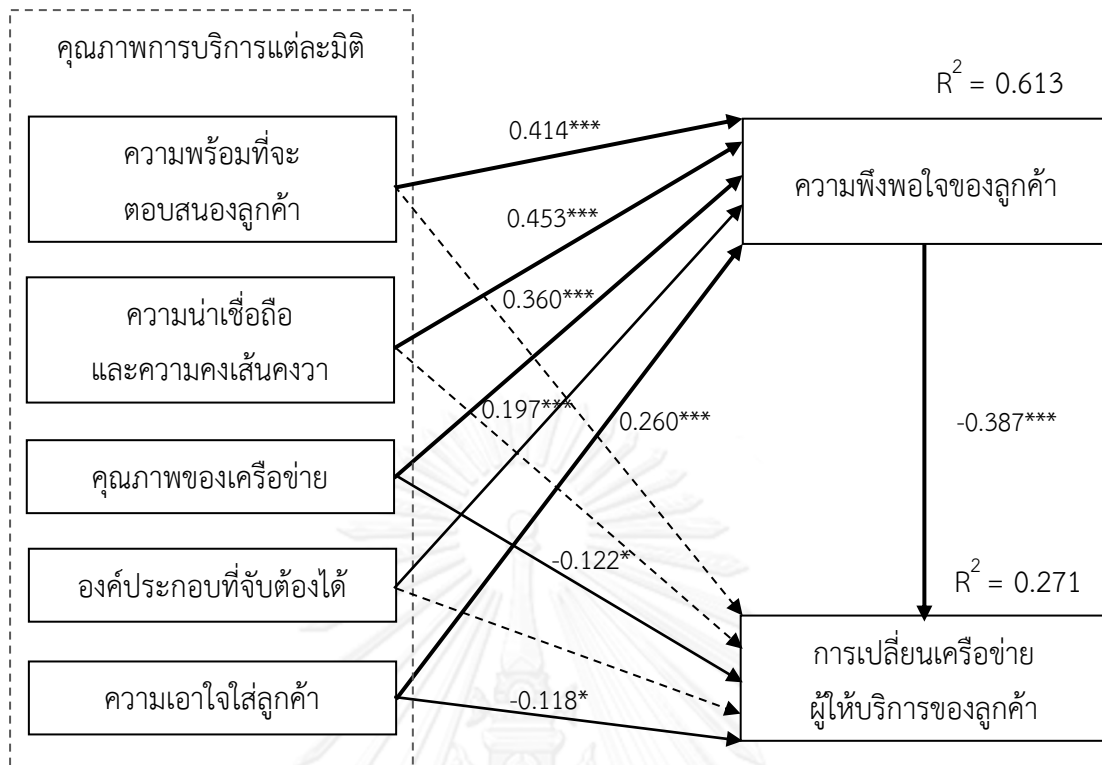 คุณภาพการบริการแต่ละมิติ
ความพร้อมที่จะ
ตอบสนองลูกค้า
ความน่าเชื่อถือ
และความคงเส้นคงวา
คุณภาพของเครือข่าย
องค์ประกอบที่จับต้องได้
ความเอาใจใส่ลูกค้า
0.414***
0.453***
0.360***
0.197***
0.260***
-0.122*
-0.118*
R² = 0.613
ความพึงพอใจของลูกค้า
-0.387***
R² = 0.271
การเปลี่ยนเครือข่าย
ผู้ให้บริการของลูกค้า